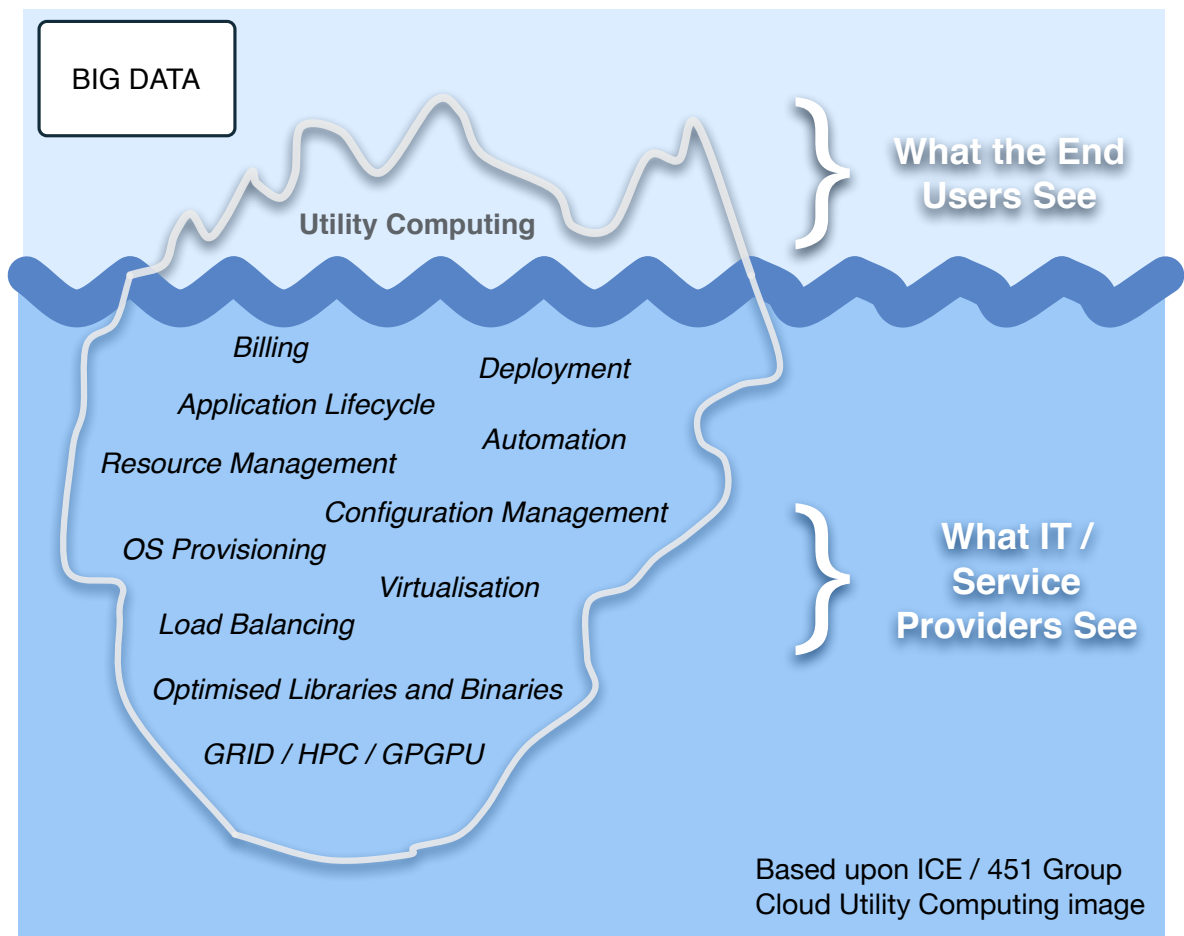 BIG DATA
What the End
Users See
Utility Computing
Billing
Deployment
Application Lifecycle
Automation
Resource Management
Configuration Management
OS Provisioning
Virtualisation
Load Balancing
Optimised Libraries and Binaries
GRID / HPC / GPGPU
What IT /
Service
Providers See
Based upon ICE / 451 Group
Cloud Utility Computing image